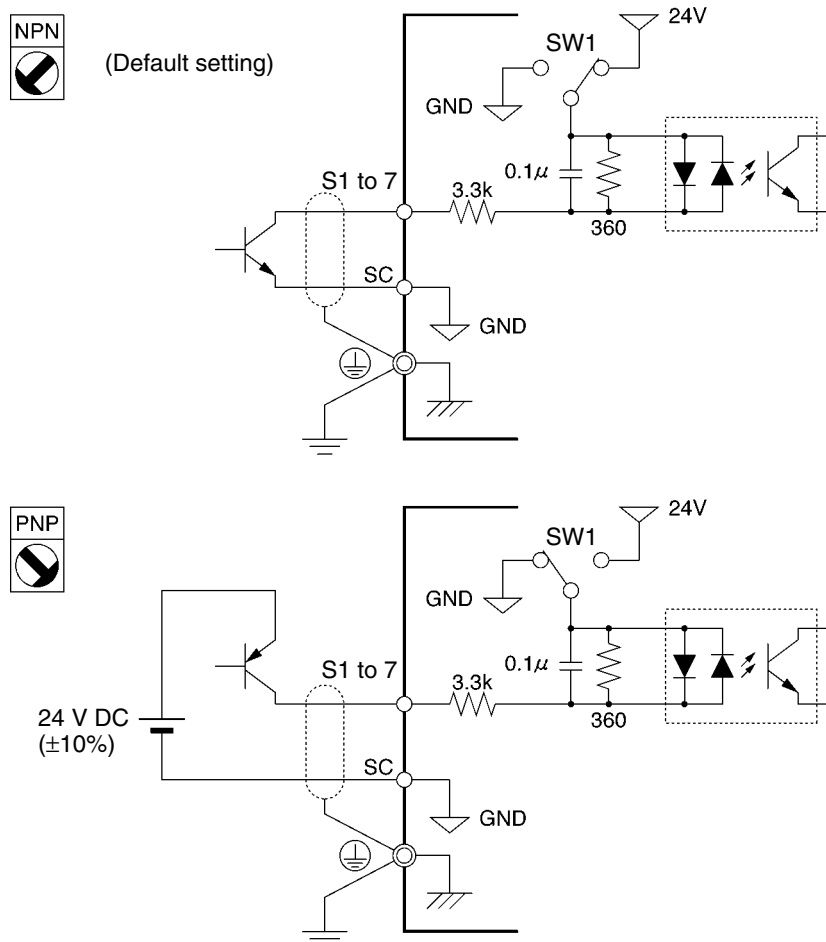 NPN
(Default setting)
24V
SW1
GND
0.1μ
S1 to 7
3.3k
360
SC
GND
PNP
24V
SW1
GND
0.1μ
S1 to 7
3.3k
360
24 V DC
(±10%)
SC
GND